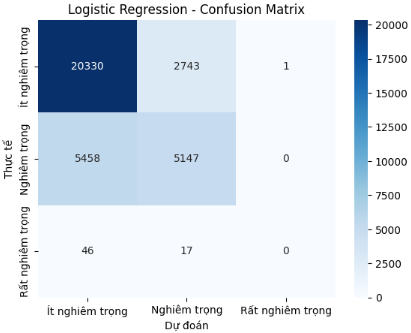 Logistic Regression - Confusion Matrix
Thực tế
ít nghiêm trọng
20330 2743 1
Nghiêm trọng
5458 5147 0
Rất nghiêm trọng
46 17 0
Ít nghiêm trọng Nghiêm trọng Rất nghiêm trọng
Dự đoán
20000
17500
15000
12500
10000
7500
5000
2500
0